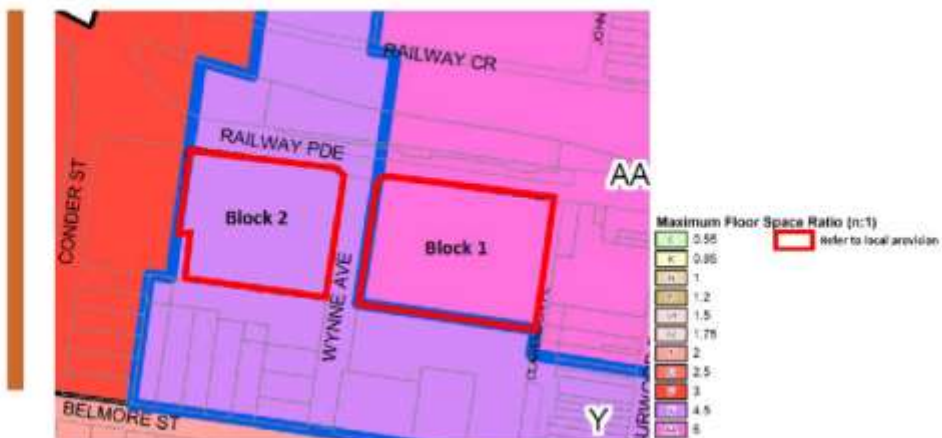 RAILWAY CR
JOHN
RAILWAY PDE
AA
CONDER ST
Block 2
Block 1
WYNNE AVE
BELMORE ST
Y
Maximum Floor Space Ratio (n:1)
Refer to local provision
0.55
0.85
1
1.2
1.5
1.75
2
2.5
3
4.5
6